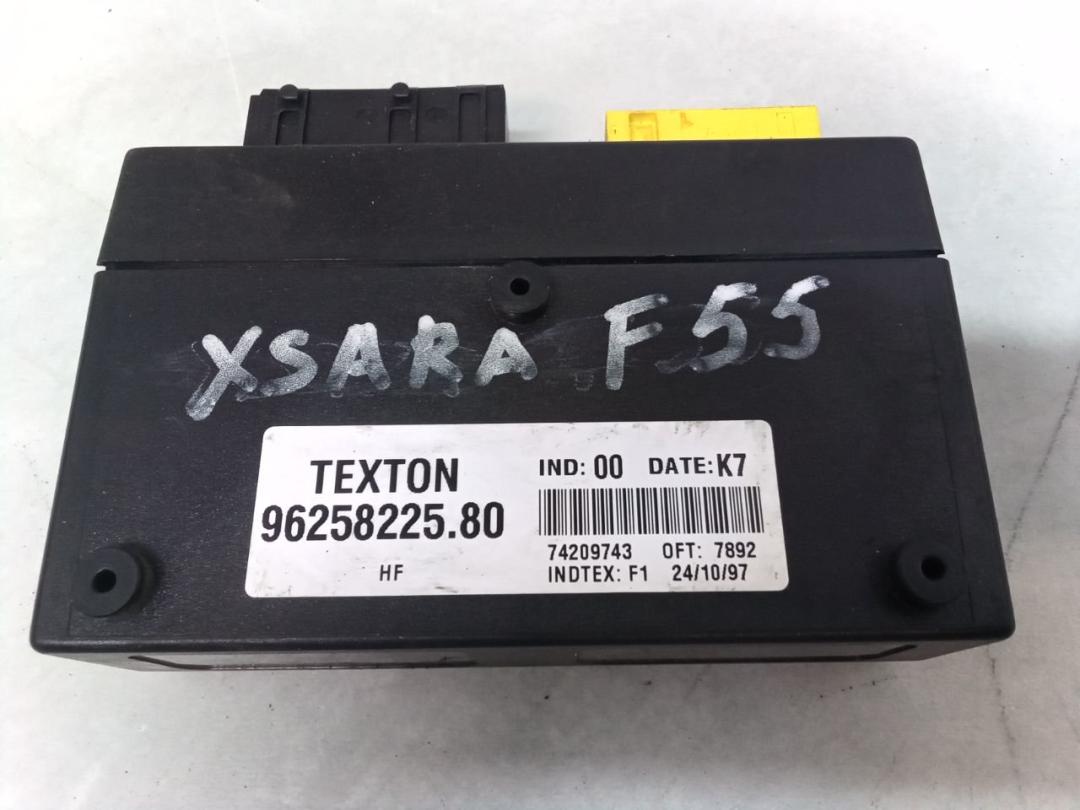 XSARA F55
TEXTON
96258225.80
HF
IND: 00 DATE: K7
74209743 OFT: 7892
INDTEX: F1 24/10/97